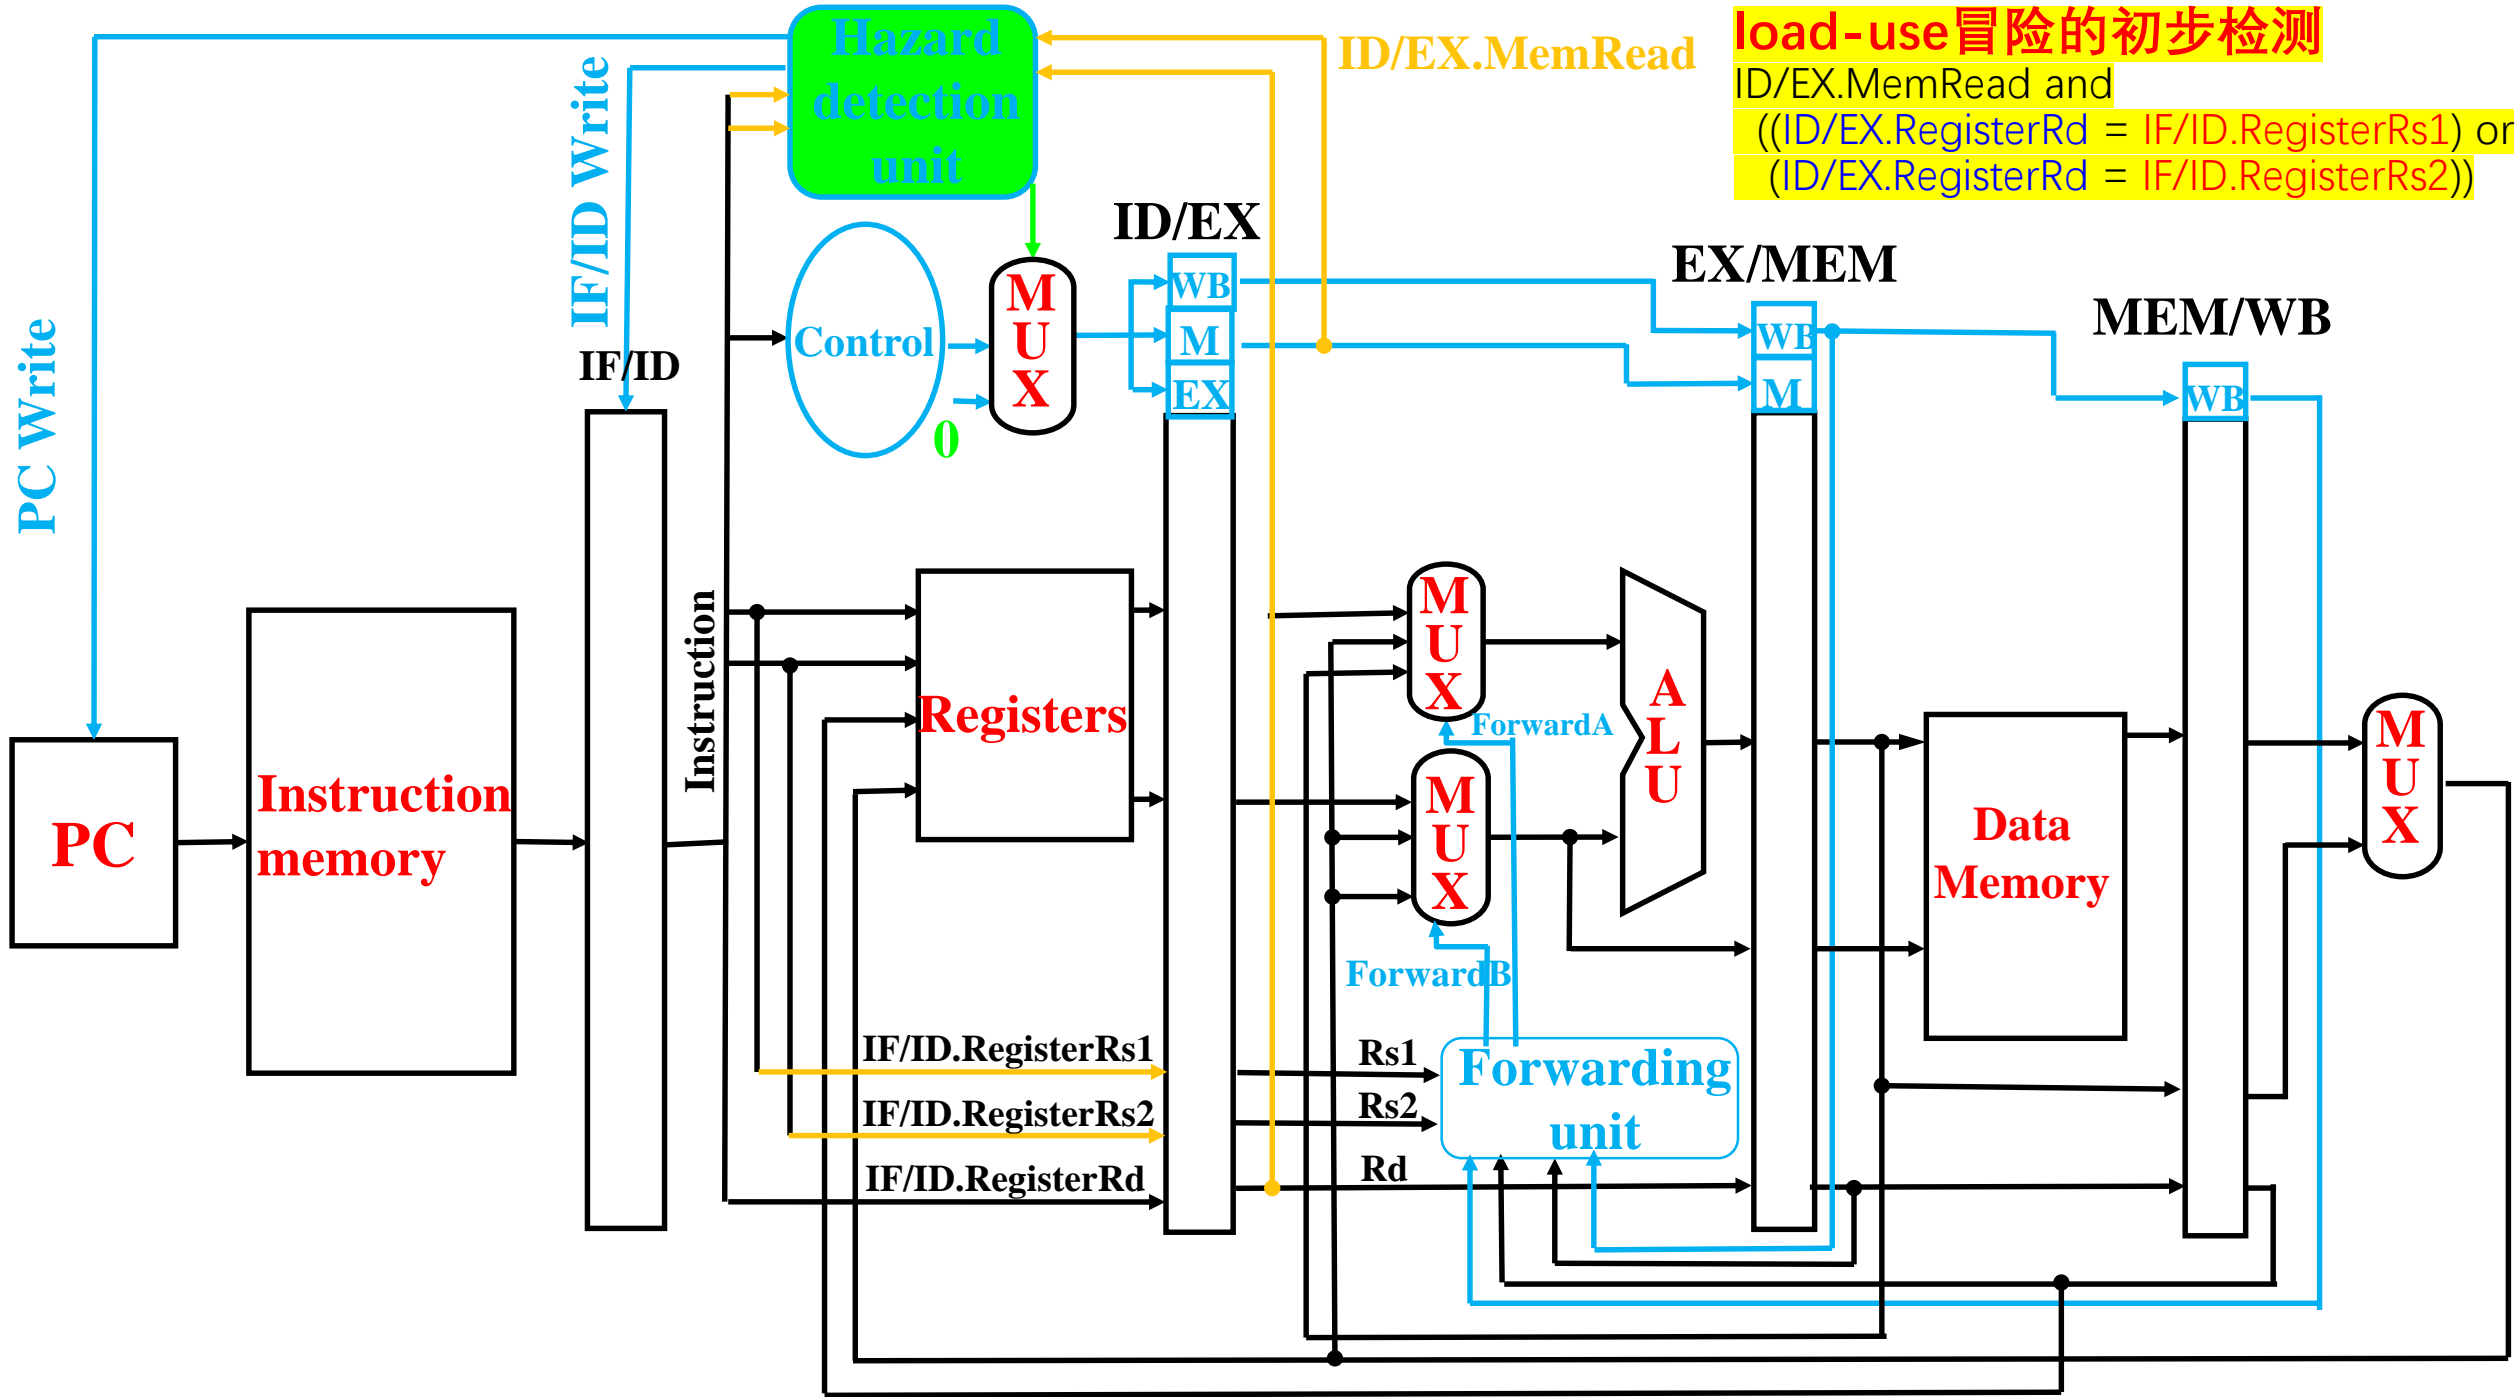 load-use冒险的初步检测
ID/EX.MemRead and
((ID/EX.RegisterRd = IF/ID.RegisterRs1) or
(ID/EX.RegisterRd = IF/ID.RegisterRs2))
Hazard
detection
unit
ID/EX.MemRead
IF/ID Write
PC Write
ID/EX
EX/MEM
MEM/WB
IF/ID
Control
0
M
U
X
WB
M
EX
WB
M
WB
Instruction
PC
Instruction
memory
Registers
M
U
X
ForwardA
M
U
X
ForwardB
A
L
U
Data
Memory
M
U
X
IF/ID.RegisterRs1
IF/ID.RegisterRs2
IF/ID.RegisterRd
Rs1
Rs2
Rd
Forwarding
unit